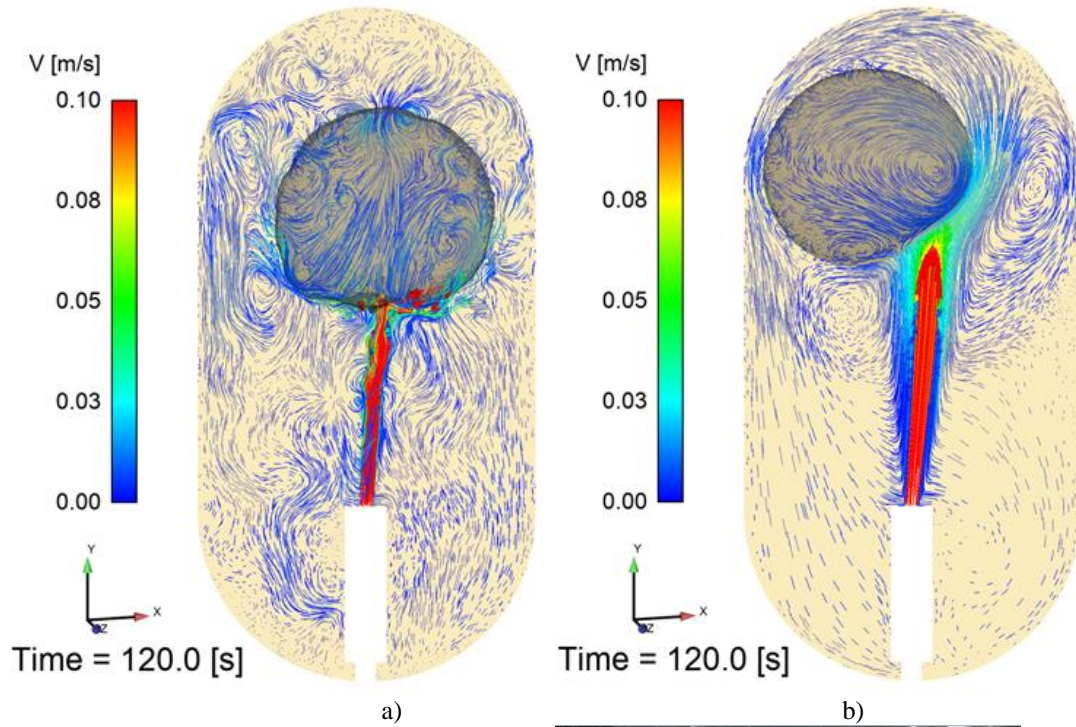 V [m/s]
0.10
0.08
0.05
0.03
0.00
Y
X
Z
Time = 120.0 [s]
a)
V [m/s]
0.10
0.08
0.05
0.03
0.00
Y
X
Z
Time = 120.0 [s]
b)